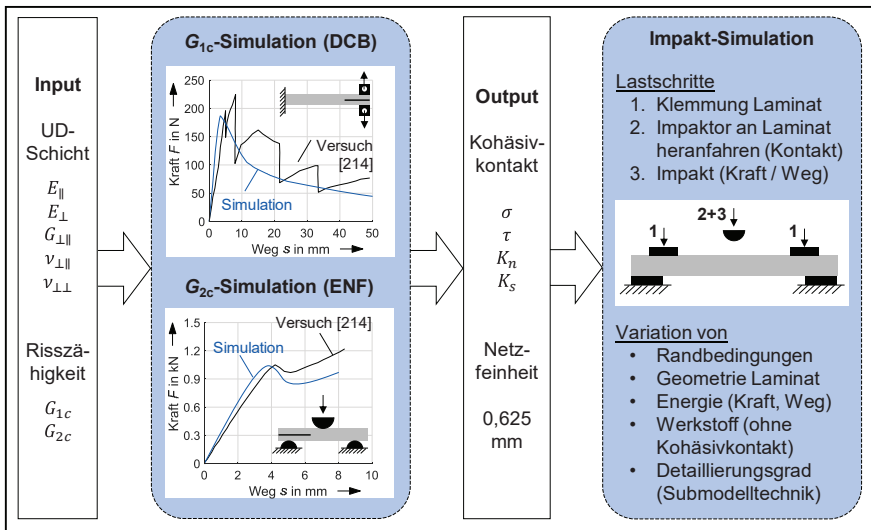 Input
UD-
Schicht
E∥
E⊥
G⊥∥
ν⊥∥
ν⊥⊥
Risszä-
higkeit
G1c
G2c
G1c-Simulation (DCB)
Kraft F in N
250
200
150
100
50
0
Versuch
[214]
Simulation
0 10 20 30 40 50
Weg s in mm
G2c-Simulation (ENF)
Kraft F in kN
1.5
1.2
0.9
0.6
0.3
0
Versuch [214]
Simulation
0 2 4 6 8 10
Weg s in mm
Output
Kohäsiv-
kontakt
σ
τ
Kn
Ks
Netz-
feinheit
0,625
mm
Impakt-Simulation
Lastschritte
1. Klemmung Laminat
2. Impaktor an Laminat
heranfahren (Kontakt)
3. Impakt (Kraft / Weg)
1 2+3 1
Variation von
• Randbedingungen
• Geometrie Laminat
• Energie (Kraft, Weg)
• Werkstoff (ohne
Kohäsivkontakt)
• Detaillierungsgrad
(Submodelltechnik)